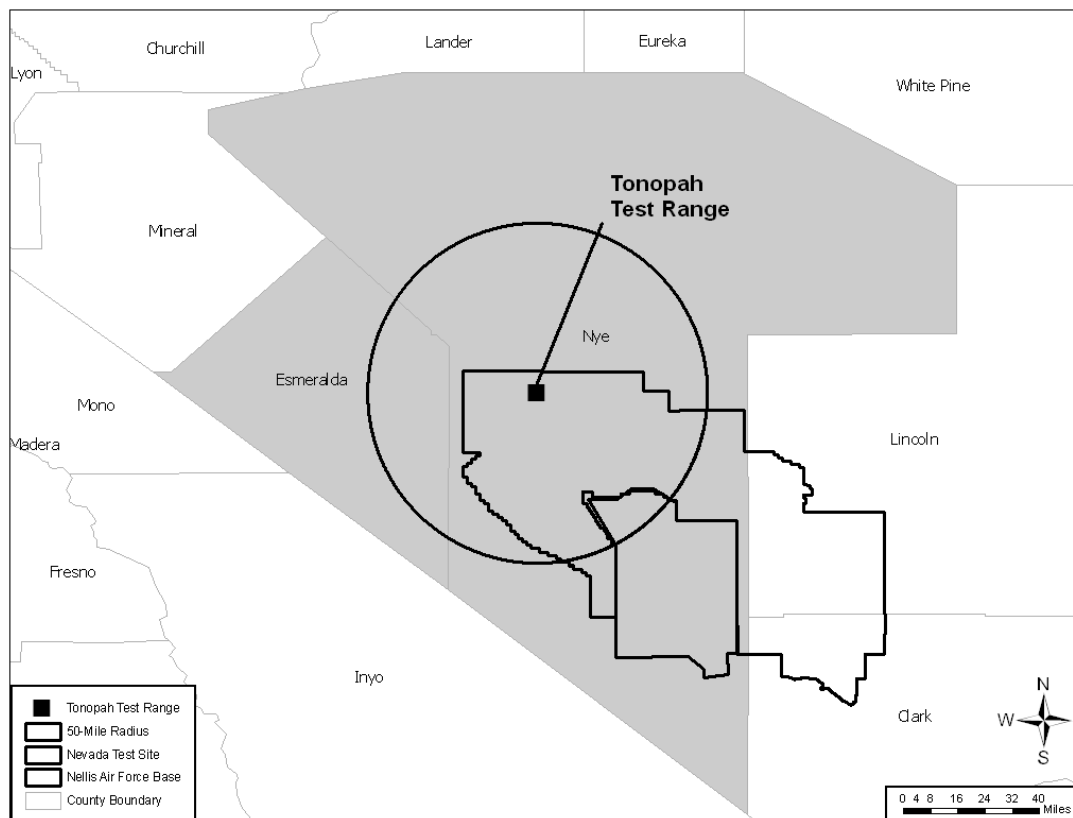 Churchill
Lander
Eureka
Lyon
White Pine
Tonopah
Test Range
Mineral
Nye
Esmeralda
Mono
Madera
Lincoln
Fresno
Inyo
Clark
N
W
S
Tonopah Test Range
50-Mile Radius
Nevada Test Site
Nellis Air Force Base
County Boundary
0 4 8 16 24 32 40
Miles